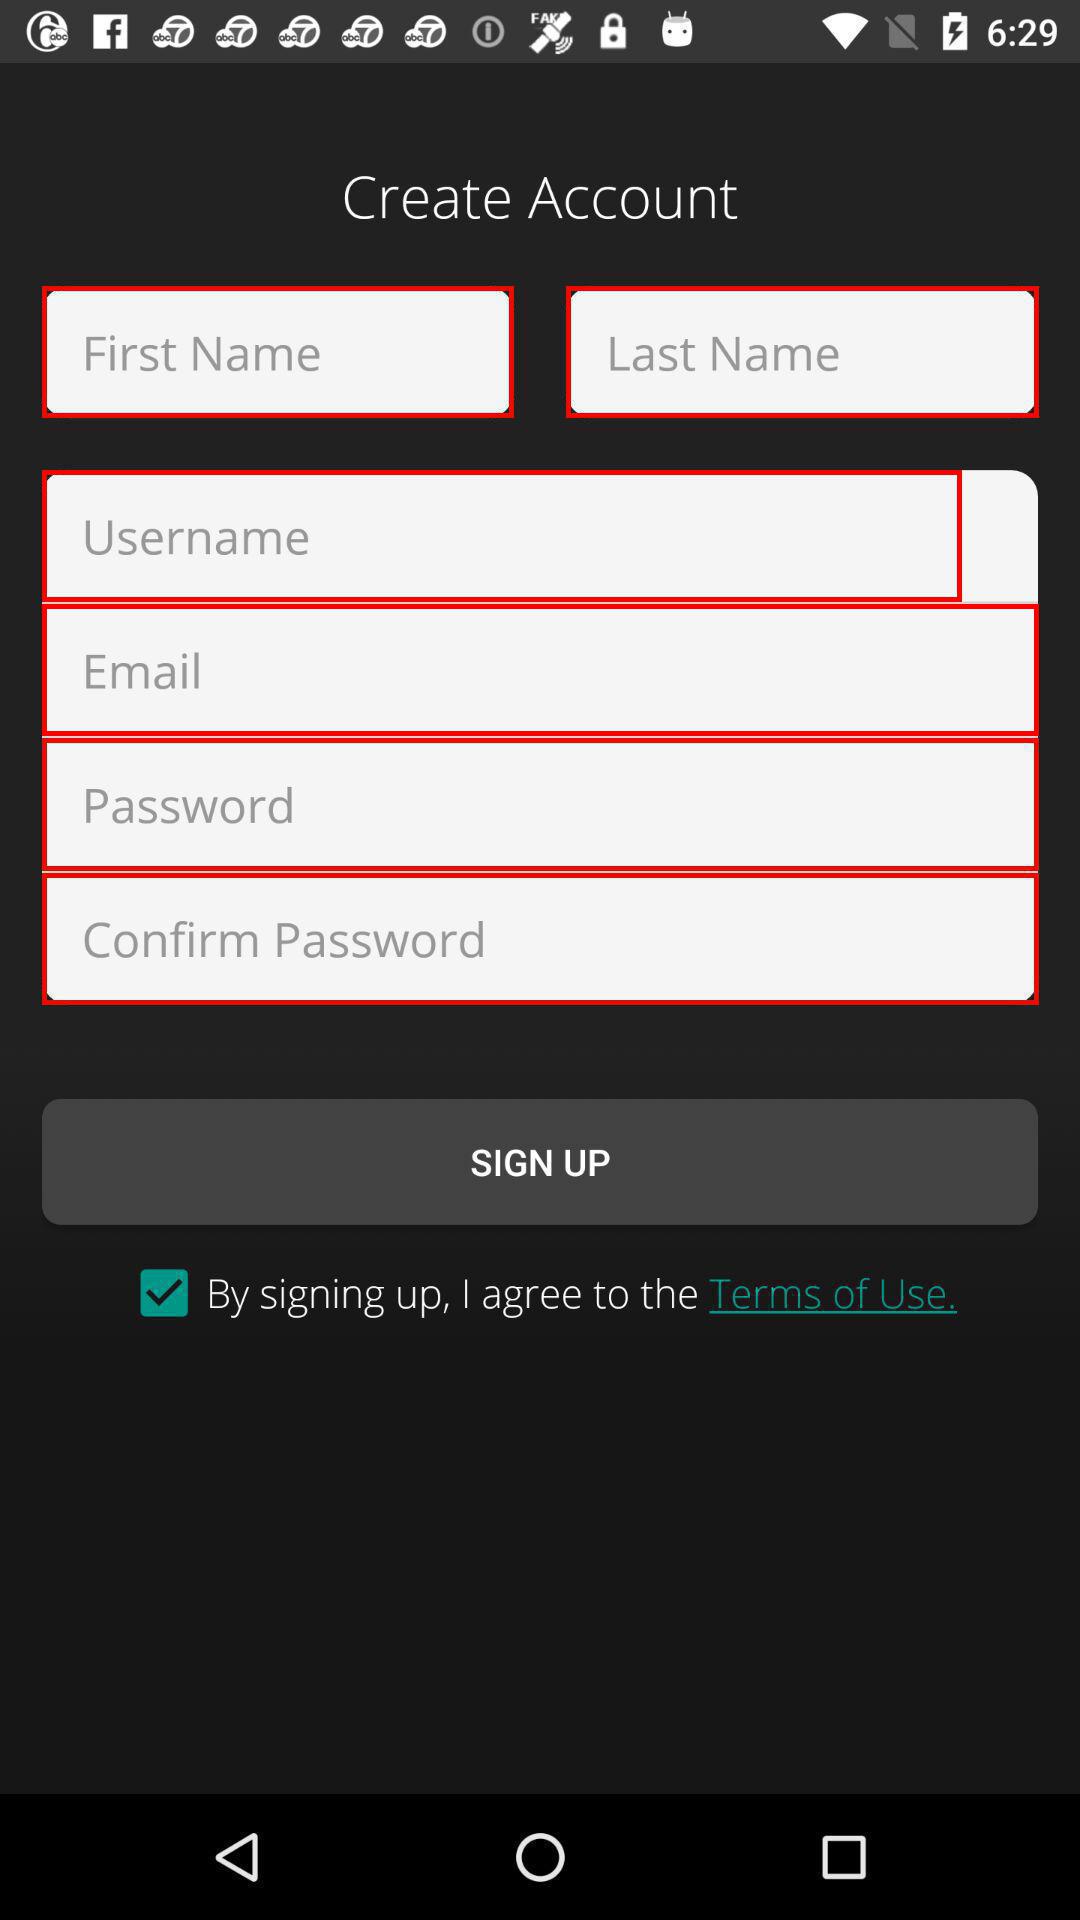 6:29
Create Account
First Name Last Name
Username
Email
Password
Confirm Password
SIGN UP
By signing up, I agree to the Terms of Use.